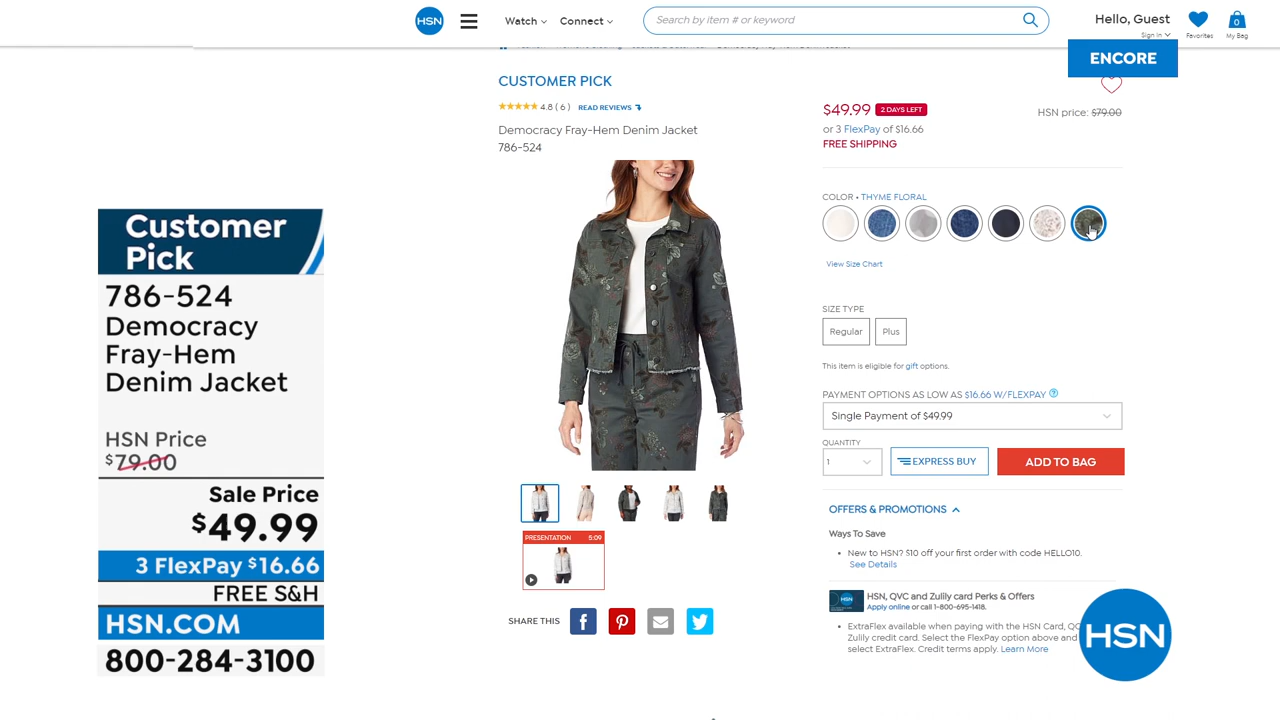 HSN
Watch
Connect
Search by item # or keyword
Hello, Guest
Sign in
Favorites
0
My Bag
ENCORE
CUSTOMER PICK
4.8 ( 6 ) READ REVIEWS
Democracy Fray-Hem Denim Jacket
786-524
$49.99 2 DAYS LEFT
HSN price: $79.00
or 3 FlexPay of $16.66
FREE SHIPPING
COLOR • THYME FLORAL
View Size Chart
SIZE TYPE
Regular Plus
This item is eligible for gift options.
PAYMENT OPTIONS AS LOW AS $16.66 W/FLEXPAY ?
Single Payment of $49.99
QUANTITY
1
EXPRESS BUY
ADD TO BAG
OFFERS & PROMOTIONS
Ways To Save
• New to HSN? $10 off your first order with code HELLO10.
See Details
HSN
HSN, QVC and Zulily card Perks & Offers
Apply online or call 1-800-695-1418.
• ExtraFlex available when paying with the HSN Card, QC
Zulily credit card. Select the FlexPay option above and
select ExtraFlex. Credit terms apply. Learn More
PRESENTATION 5:09
SHARE THIS
Customer
Pick
786-524
Democracy
Fray-Hem
Denim Jacket
HSN Price
$79.00
Sale Price
$49.99
3 FlexPay $16.66
FREE S&H
HSN.COM
800-284-3100
HSN